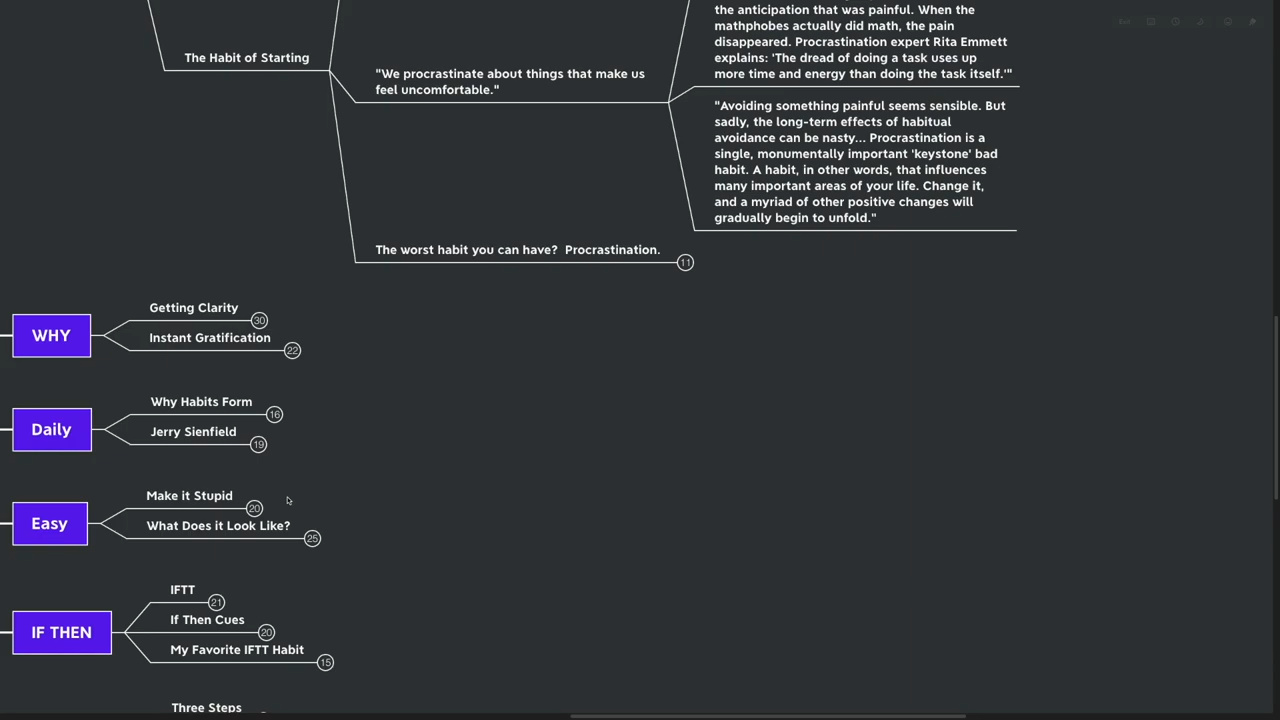 the anticipation that was painful. When the
mathphobes actually did math, the pain
disappeared. Procrastination expert Rita Emmett
explains: 'The dread of doing a task uses up
more time and energy than doing the task itself.'"
The Habit of Starting
"We procrastinate about things that make us
feel uncomfortable."
"Avoiding something painful seems sensible. But
sadly, the long-term effects of habitual
avoidance can be nasty... Procrastination is a
single, monumentally important 'keystone' bad
habit. A habit, in other words, that influences
many important areas of your life. Change it,
and a myriad of other positive changes will
gradually begin to unfold."
The worst habit you can have?  Procrastination.
11
WHY
Getting Clarity
30
Instant Gratification
22
Daily
Why Habits Form
16
Jerry Sienfield
19
Easy
Make it Stupid
20
What Does it Look Like?
25
IF THEN
IFTT
21
If Then Cues
20
My Favorite IFTT Habit
15
Three Steps